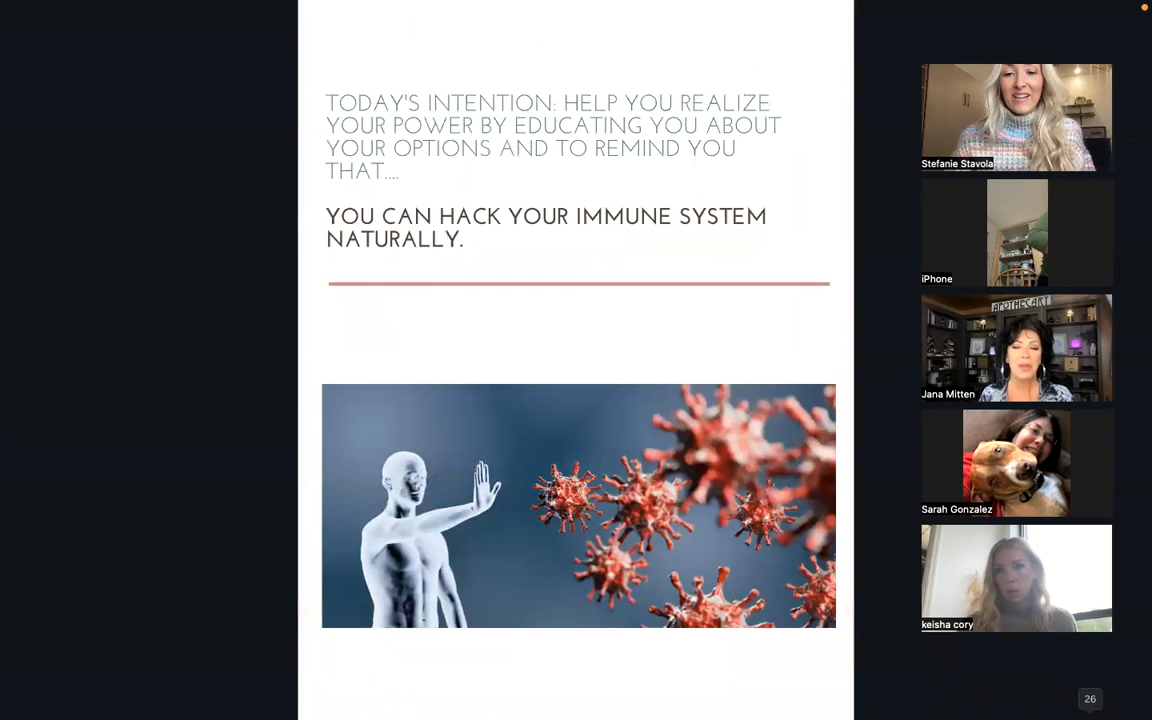 TODAY'S INTENTION: HELP YOU REALIZE
YOUR POWER BY EDUCATING YOU ABOUT
YOUR OPTIONS AND TO REMIND YOU
THAT....
YOU CAN HACK YOUR IMMUNE SYSTEM
NATURALLY.
Stefanie Stavola
iPhone
APOTHECARY
Jana Mitten
Sarah Gonzalez
keisha cory
26